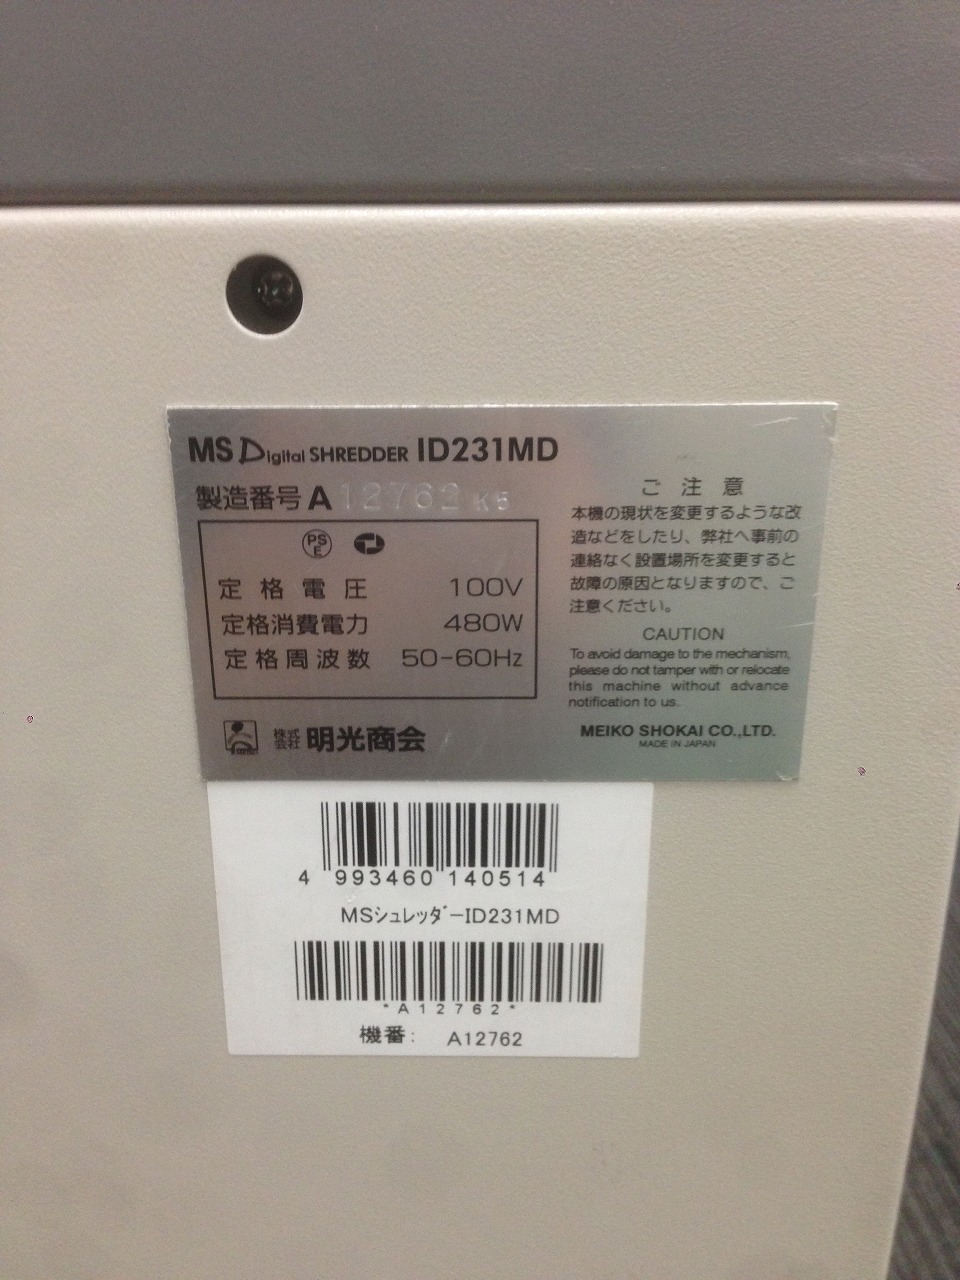 MS Digital SHREDDER ID231MD
製造番号 A 12762 K5
PS
E
定格電圧 100V
定格消費電力 480W
定格周波数 50-60Hz
株式
会社 明光商会
ご注意
本機の現状を変更するような改
造などをしたり、弊社へ事前の
連絡なく設置場所を変更すると
故障の原因となりますので、ご
注意ください。
CAUTION
To avoid damage to the mechanism,
please do not tamper with or relocate
this machine without advance
notification to us.
MEIKO SHOKAI CO.,LTD.
MADE IN JAPAN
4 993460 140514
MSシュレッダーID231MD
*A12762*
機番: A12762